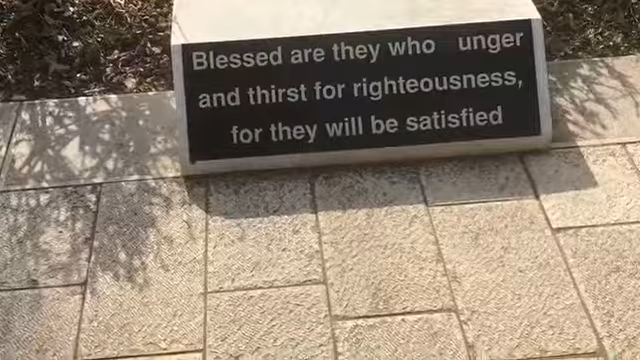 Blessed are they who unger
and thirst for righteousness,
for they will be satisfied